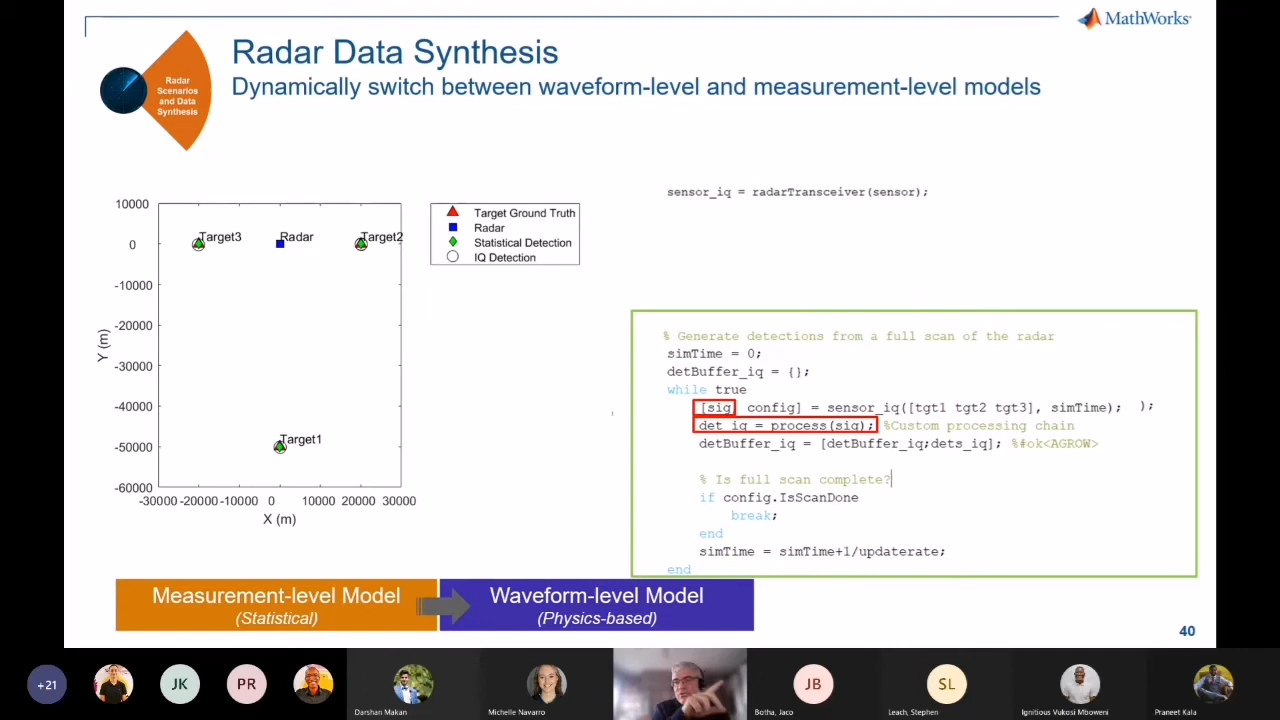 MathWorks®
Radar Data Synthesis
Dynamically switch between waveform-level and measurement-level models
Radar
Scenarios
and Data
Synthesis
sensor_iq = radarTransceiver(sensor);
10000
0
-10000
-20000
-30000
-40000
-50000
-60000
Y (m)
Target3
Radar
Target2
Target1
-30000 -20000 -10000 0 10000 20000 30000
X (m)
Target Ground Truth
Radar
Statistical Detection
IQ Detection
% Generate detections from a full scan of the radar
simTime = 0;
detBuffer_iq = {};
while true
[sig config] = sensor_iq([tgt1 tgt2 tgt3], simTime); );
det_iq = process(sig); %Custom processing chain
detBuffer_iq = [detBuffer_iq;dets_iq]; %#ok<AGROW>
% Is full scan complete?
if config.IsScanDone
break;
end
simTime = simTime+1/updaterate;
end
Measurement-level Model
(Statistical)
Waveform-level Model
(Physics-based)
40
+21
JK
PR
Darshan Makan
Michelle Navarro
JB
Botha, Jaco
SL
Leach, Stephen
Ignitious Vukosi Mboweni
Praneet Kala